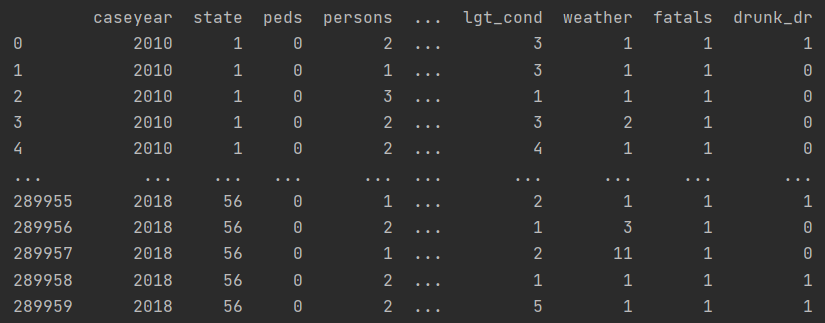 caseyear state peds persons ... lgt_cond weather fatals drunk_dr
0 2010 1 0 2 ... 3 1 1 1
1 2010 1 0 1 ... 3 1 1 0
2 2010 1 0 3 ... 1 1 1 0
3 2010 1 0 2 ... 3 2 1 0
4 2010 1 0 2 ... 4 1 1 0
... ... ... ... ... ... ... ... ... ...
289955 2018 56 0 1 ... 2 1 1 1
289956 2018 56 0 2 ... 1 3 1 0
289957 2018 56 0 1 ... 2 11 1 0
289958 2018 56 0 2 ... 1 1 1 1
289959 2018 56 0 2 ... 5 1 1 1